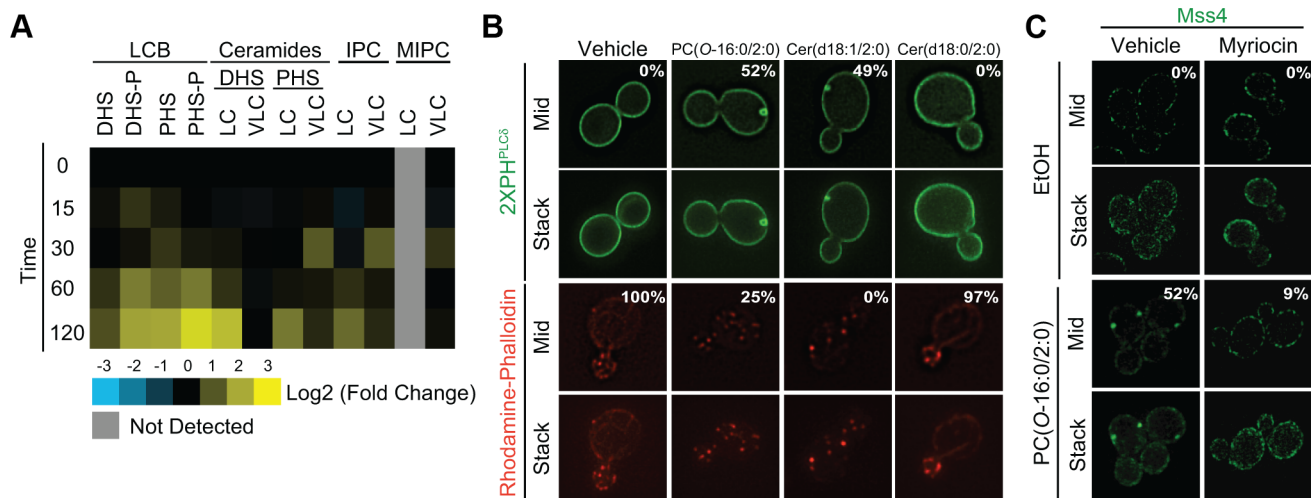 A
LCB Ceramides IPC MIPC
DHS PHS
DHS DHS-P PHS PHS-P LC VLC LC VLC LC VLC LC VLC
Time
0
15
30
60
120
-3 -2 -1 0 1 2 3
Log2 (Fold Change)
Not Detected
B
Vehicle PC(O-16:0/2:0) Cer(d18:1/2:0) Cer(d18:0/2:0)
2XPH^PLCδ
Mid
0% 52% 49% 0%
Stack
Rhodamine-Phalloidin
Mid
100% 25% 0% 97%
Stack
C
Mss4
Vehicle Myriocin
EtOH
Mid
0% 0%
Stack
PC(O-16:0/2:0)
Mid
52% 9%
Stack